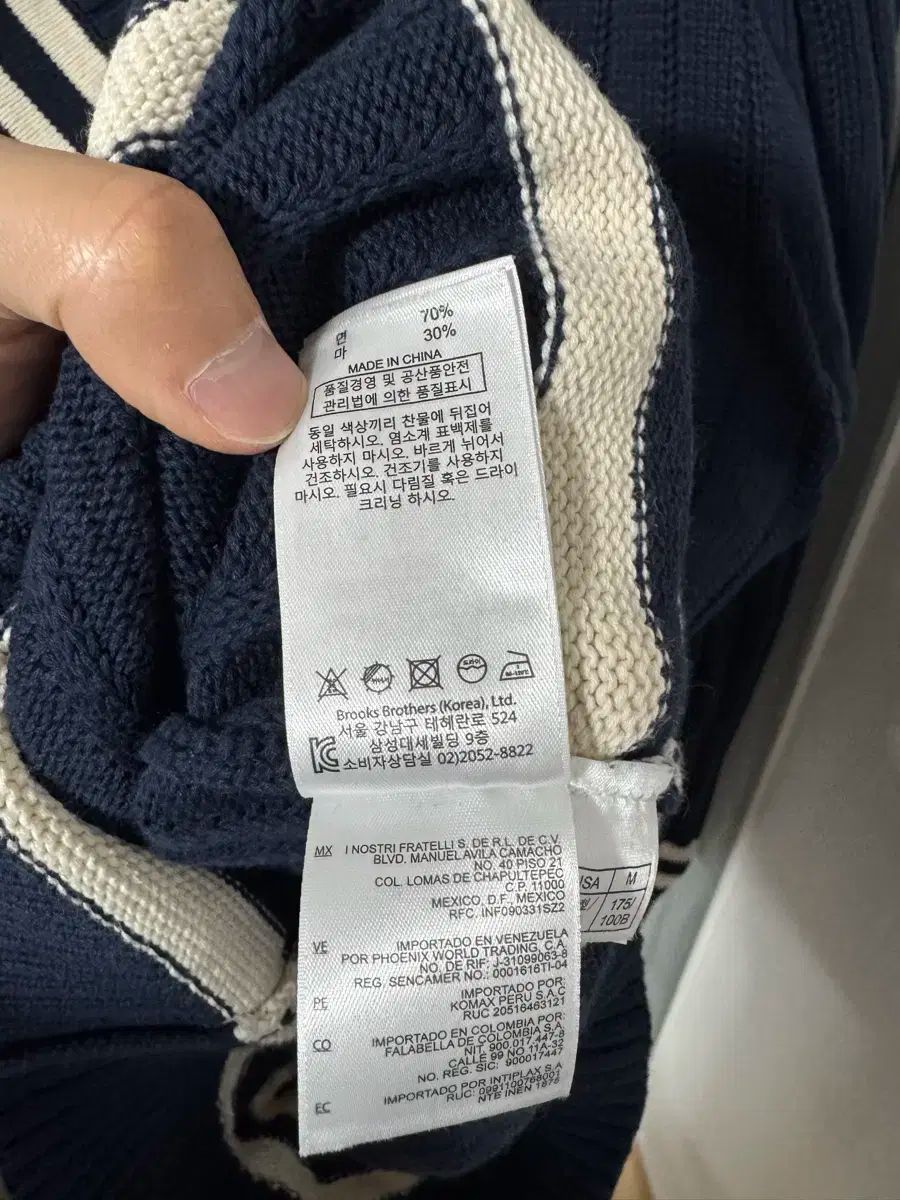 면 70%
마 30%
MADE IN CHINA
품질경영 및 공산품안전
관리법에 의한 품질표시
동일 색상끼리 찬물에 뒤집어
세탁하시오. 염소계 표백제를
사용하지 마시오. 바르게 뉘어서
건조하시오. 건조기를 사용하지
마시오. 필요시 다림질 혹은 드라이
크리닝 하시오.
Brooks Brothers (Korea), Ltd.
서울 강남구 테헤란로 524
삼성대세빌딩 9층
소비자상담실 02)2052-8822
MX I NOSTRI FRATELLI S. DE R.L. DE C.V.
BLVD. MANUELAVILA CAMACHO
NO. 40 PISO 21
COL. LOMAS DE CHAPULTEPEC
C.P. 11000
MEXICO, D.F., MEXICO
RFC. INF090331SZ2
VE IMPORTADO EN VENEZUELA
POR PHOENIX WORLD TRADING, C.A.
NO. DE RIF: J-31099063-8
REG. SENCAMER NO.: 0001616TI-04
PE IMPORTADO POR:
KOMAX PERU S.A.C
RUC 20516463121
CO IMPORTADO EN COLOMBIA POR:
FALABELLA DE COLOMBIA S.A.
NIT 900.017.447-8
CALLE 99 NO 11A-32
NO. REG. SIC: 900017447
EC IMPORTADO POR INTIPLAX S.A
RUC: 0991100768001
NTE INEN 1875
M
175/
100B